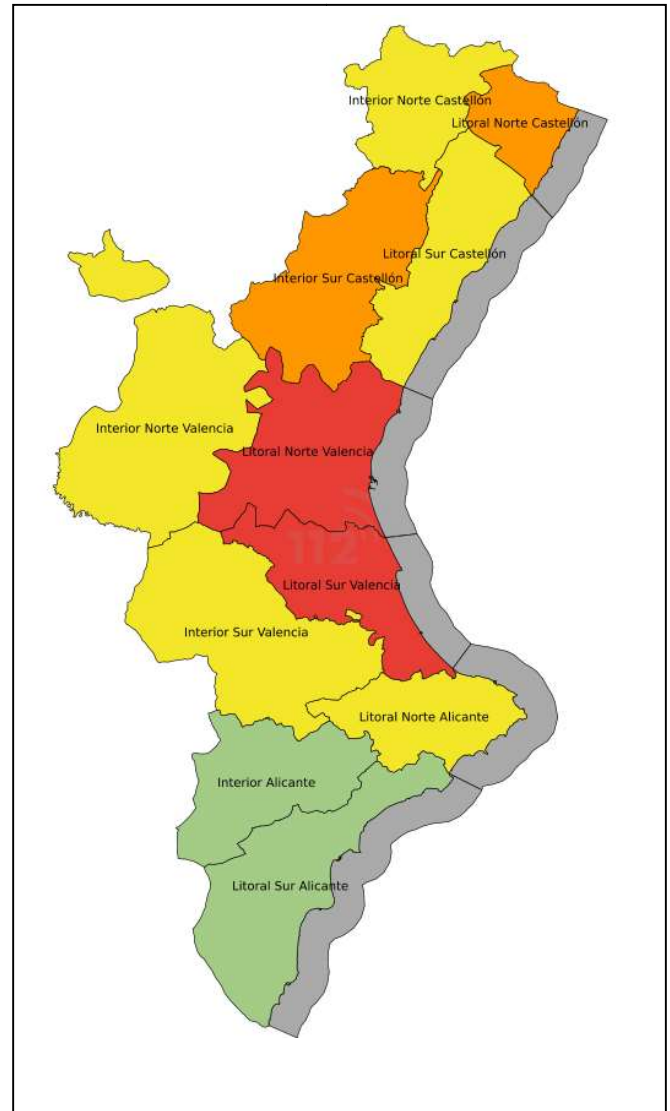 Interior Norte Castellón
Litoral Norte Castellón
Litoral Sur Castellón
Interior Sur Castellón
Interior Norte Valencia
Litoral Norte Valencia
112
Litoral Sur Valencia
Interior Sur Valencia
Litoral Norte Alicante
Interior Alicante
Litoral Sur Alicante